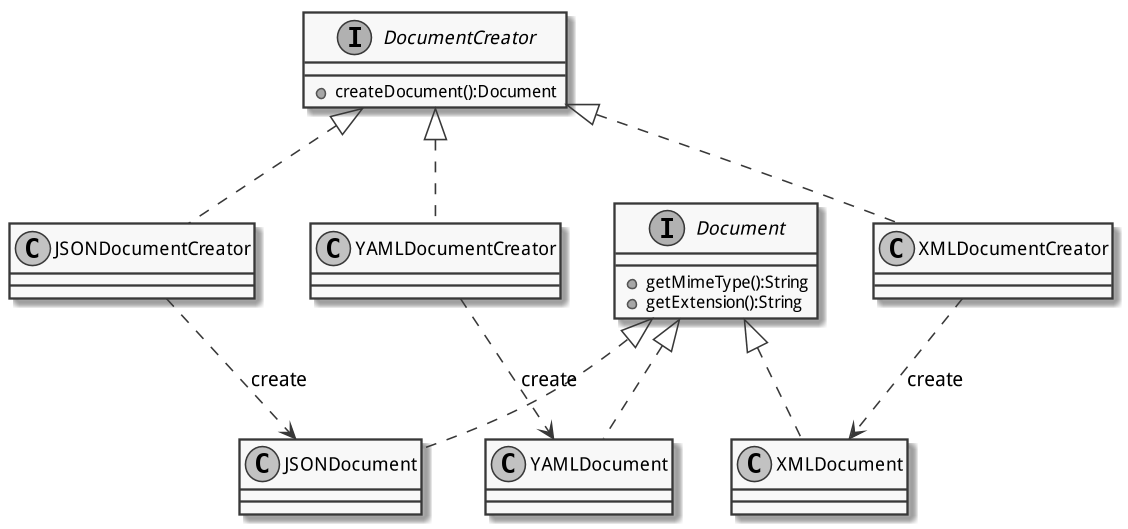 I DocumentCreator
createDocument():Document
C JSONDocumentCreator
C YAMLDocumentCreator
I Document
getMimeType():String
getExtension():String
C XMLDocumentCreator
create
create
create
C JSONDocument
C YAMLDocument
C XMLDocument